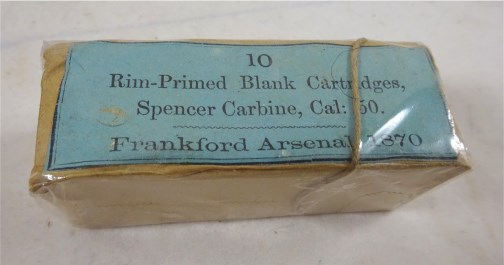 10
Rim-Primed Blank Cartridges,
Spencer Carbine, Cal: 50.
Frankford Arsenal 1870